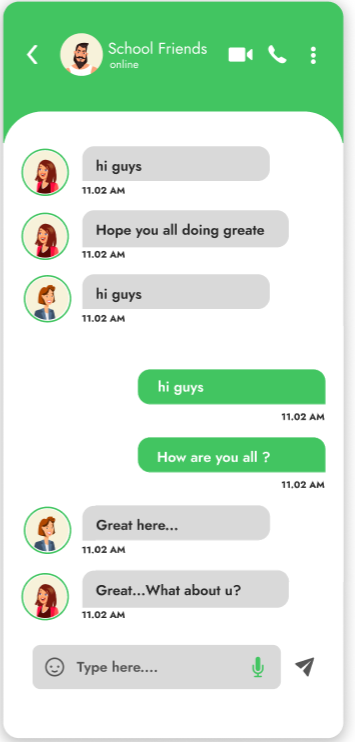 School Friends
online
hi guys
11.02 AM
Hope you all doing greate
11.02 AM
hi guys
11.02 AM
hi guys
11.02 AM
How are you all ?
11.02 AM
Great here...
11.02 AM
Great...What about u?
11.02 AM
Type here....